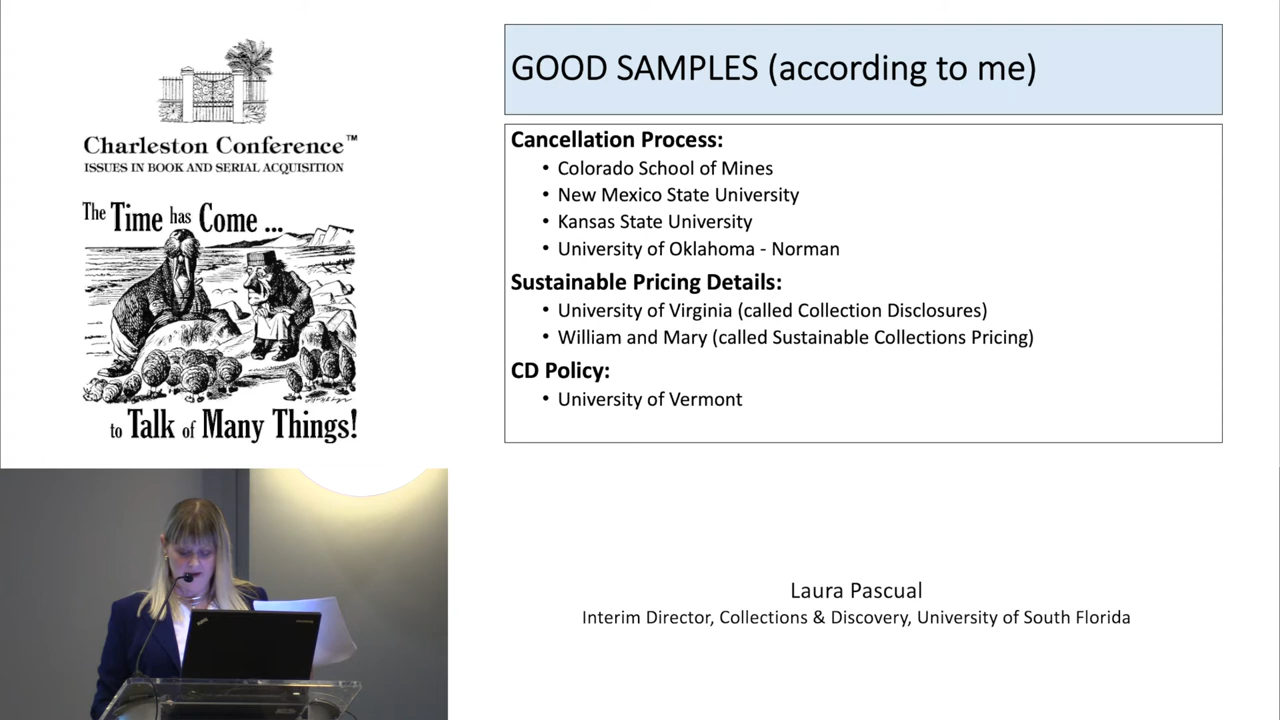 Charleston Conference™
ISSUES IN BOOK AND SERIAL ACQUISITION
The Time has Come ...
to Talk of Many Things!
GOOD SAMPLES (according to me)
Cancellation Process:
• Colorado School of Mines
• New Mexico State University
• Kansas State University
• University of Oklahoma - Norman
Sustainable Pricing Details:
• University of Virginia (called Collection Disclosures)
• William and Mary (called Sustainable Collections Pricing)
CD Policy:
• University of Vermont
Laura Pascual
Interim Director, Collections & Discovery, University of South Florida